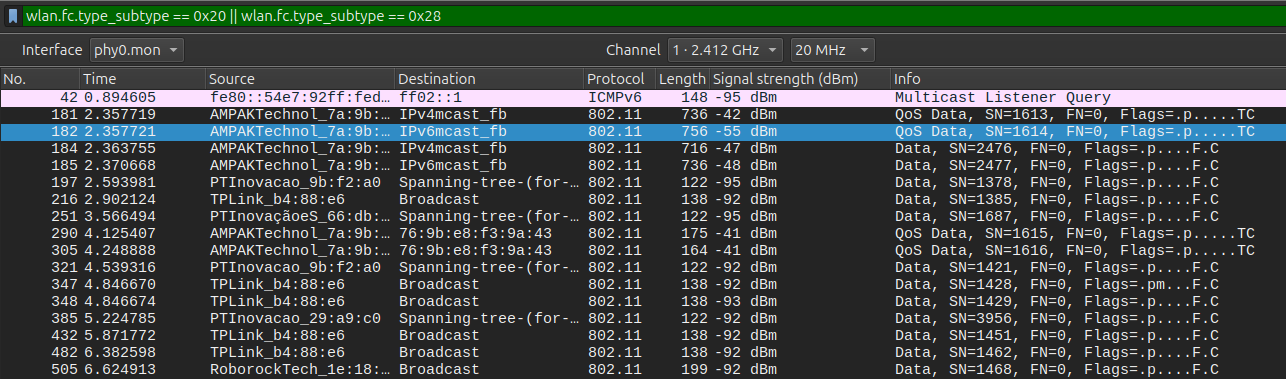 wlan.fc.type_subtype == 0x20 || wlan.fc.type_subtype == 0x28
Interface phy0.mon Channel 1 · 2.412 GHz 20 MHz
No. Time Source Destination Protocol Length Signal strength (dBm) Info
42 0.894605 fe80::54e7:92ff:fed… ff02::1 ICMPv6 148 -95 dBm Multicast Listener Query
181 2.357719 AMPAKTechnol_7a:9b:… IPv4mcast_fb 802.11 736 -42 dBm QoS Data, SN=1613, FN=0, Flags=.p.....TC
182 2.357721 AMPAKTechnol_7a:9b:… IPv6mcast_fb 802.11 756 -55 dBm QoS Data, SN=1614, FN=0, Flags=.p.....TC
184 2.363755 AMPAKTechnol_7a:9b:… IPv4mcast_fb 802.11 716 -47 dBm Data, SN=2476, FN=0, Flags=.p....F.C
185 2.370668 AMPAKTechnol_7a:9b:… IPv6mcast_fb 802.11 736 -48 dBm Data, SN=2477, FN=0, Flags=.p....F.C
197 2.593981 PTInovacao_9b:f2:a0 Spanning-tree-(for-… 802.11 122 -95 dBm Data, SN=1378, FN=0, Flags=.p....F.C
216 2.902124 TPLink_b4:88:e6 Broadcast 802.11 138 -92 dBm Data, SN=1385, FN=0, Flags=.p....F.C
251 3.566494 PTInovaçãoeS_66:db:… Spanning-tree-(for-… 802.11 122 -95 dBm Data, SN=1687, FN=0, Flags=.p....F.C
290 4.125407 AMPAKTechnol_7a:9b:… 76:9b:e8:f3:9a:43 802.11 175 -41 dBm QoS Data, SN=1615, FN=0, Flags=.p.....TC
305 4.248888 AMPAKTechnol_7a:9b:… 76:9b:e8:f3:9a:43 802.11 164 -41 dBm QoS Data, SN=1616, FN=0, Flags=.p.....TC
321 4.539316 PTInovacao_9b:f2:a0 Spanning-tree-(for-… 802.11 122 -92 dBm Data, SN=1421, FN=0, Flags=.p....F.C
347 4.846670 TPLink_b4:88:e6 Broadcast 802.11 138 -92 dBm Data, SN=1428, FN=0, Flags=.pm...F.C
348 4.846674 TPLink_b4:88:e6 Broadcast 802.11 138 -93 dBm Data, SN=1429, FN=0, Flags=.p....F.C
385 5.224785 PTInovacao_29:a9:c0 Spanning-tree-(for-… 802.11 122 -92 dBm Data, SN=3956, FN=0, Flags=.p....F.C
432 5.871772 TPLink_b4:88:e6 Broadcast 802.11 138 -92 dBm Data, SN=1451, FN=0, Flags=.p....F.C
482 6.382598 TPLink_b4:88:e6 Broadcast 802.11 138 -92 dBm Data, SN=1462, FN=0, Flags=.p....F.C
505 6.624913 RoborockTech_1e:18:… Broadcast 802.11 199 -92 dBm Data, SN=1468, FN=0, Flags=.p....F.C